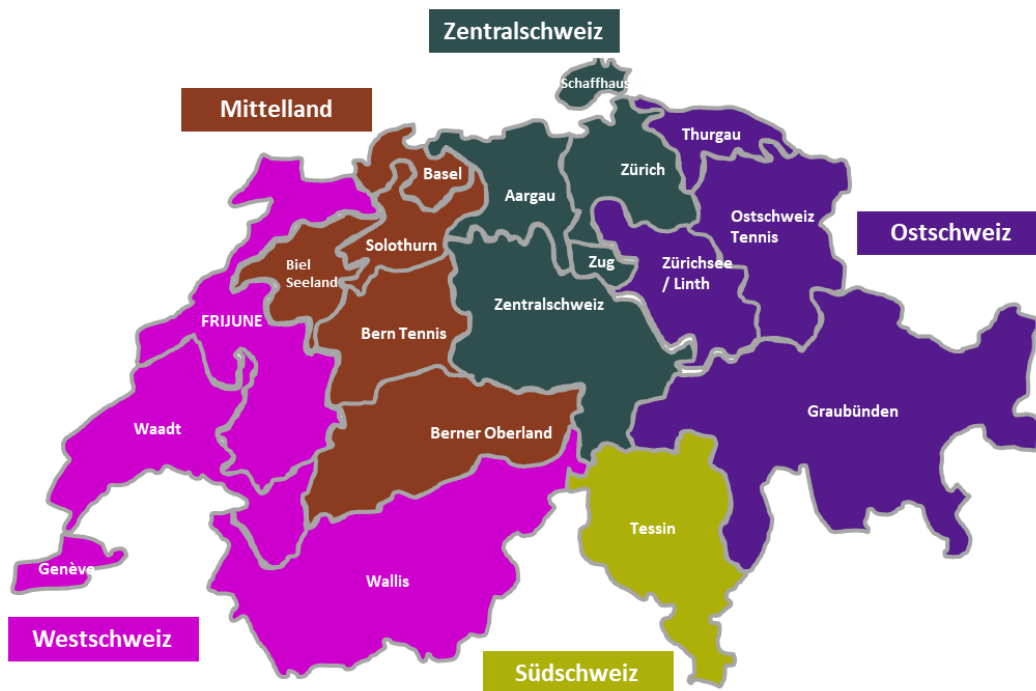 Zentralschweiz
Schaffhaus
Mittelland
Thurgau
Basel
Zürich
Aargau
Ostschweiz
Tennis
Ostschweiz
Solothurn
Biel
Seeland
Zug
Zürichsee
/ Linth
Zentralschweiz
FRIJUNE
Bern Tennis
Graubünden
Waadt
Berner Oberland
Tessin
Genève
Wallis
Westschweiz
Südschweiz